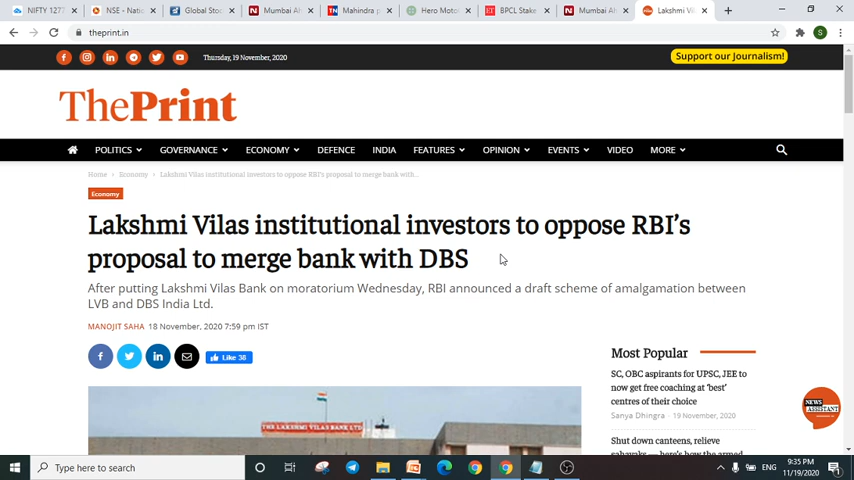 NIFTY 1277
NSE - Natio
Global Stoc
Mumbai Ah
Mahindra p
Hero Motor
BPCL Stake
Mumbai Ah
Lakshmi Vil
theprint.in
S
Thursday, 19 November, 2020
Support our Journalism!
ThePrint
POLITICS GOVERNANCE ECONOMY DEFENCE INDIA FEATURES OPINION EVENTS VIDEO MORE
Home Economy Lakshmi Vilas institutional investors to oppose RBI's proposal to merge bank with...
Economy
Lakshmi Vilas institutional investors to oppose RBI's
proposal to merge bank with DBS
After putting Lakshmi Vilas Bank on moratorium Wednesday, RBI announced a draft scheme of amalgamation between
LVB and DBS India Ltd.
MANOJIT SAHA 18 November, 2020 7:59 pm IST
Like 38
THE LAKSHMI VILAS BANK LTD
Most Popular
SC, OBC aspirants for UPSC, JEE to
now get free coaching at 'best'
centres of their choice
Sanya Dhingra - 19 November, 2020
Shut down canteens, relieve
NEWS
ASSISTANT
Type here to search
ENG
9:35 PM
11/19/2020